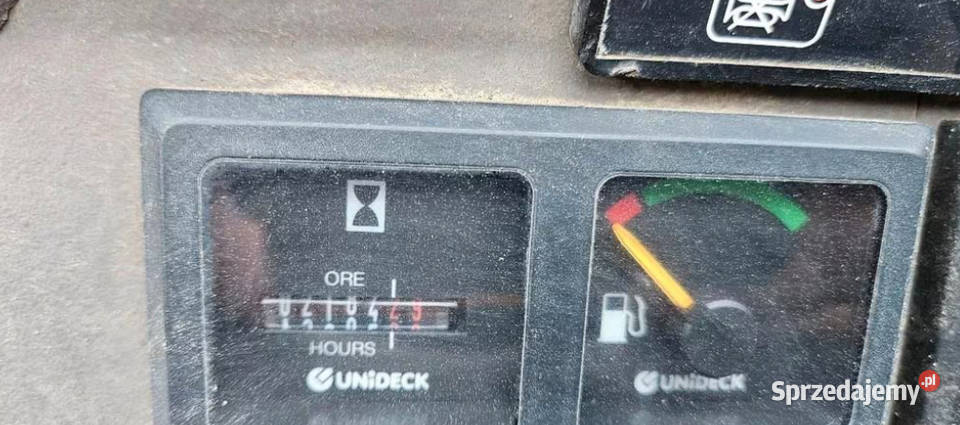 ORE
HOURS
UNiDECK
UNiDECK
Sprzedajemy.pl